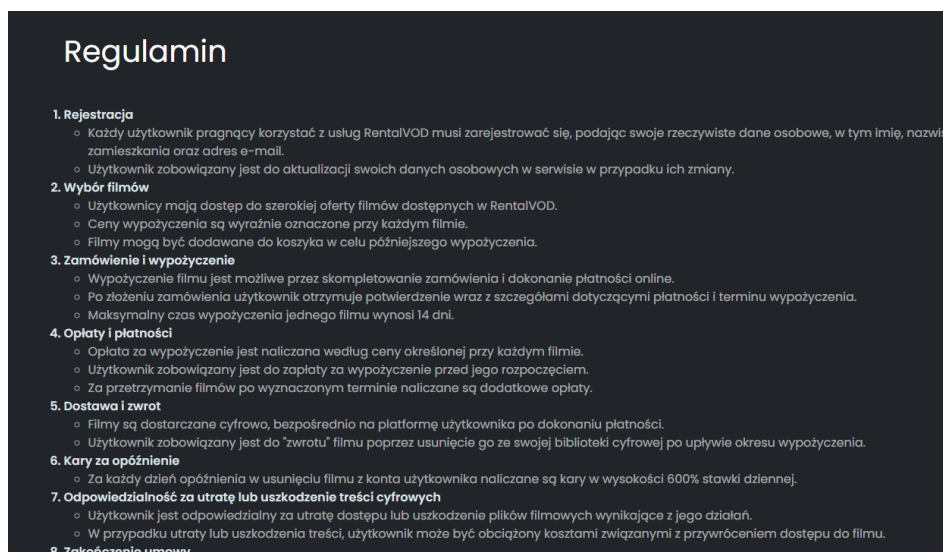 Regulamin
1. Rejestracja
Każdy użytkownik pragnący korzystać z usług RentalVOD musi zarejestrować się, podając swoje rzeczywiste dane osobowe, w tym imię,
zamieszkania oraz adres e-mail.
Użytkownik zobowiązany jest do aktualizacji swoich danych osobowych w serwisie w przypadku ich zmiany.
2. Wybór filmów
Użytkownicy mają dostęp do szerokiej oferty filmów dostępnych w RentalVOD.
Ceny wypożyczenia są wyraźnie oznaczone przy każdym filmie.
Filmy mogą być dodawane do koszyka w celu późniejszego wypożyczenia.
3. Zamówienie i wypożyczenie
Wypożyczenie filmu jest możliwe przez skompletowanie zamówienia i dokonanie płatności online.
Po złożeniu zamówienia użytkownik otrzymuje potwierdzenie wraz z szczegółami dotyczącymi płatności i terminu wypożyczenia.
Maksymalny czas wypożyczenia jednego filmu wynosi 14 dni.
4. Opłaty i płatności
Opłata za wypożyczenie jest naliczana według ceny określonej przy każdym filmie.
Użytkownik zobowiązany jest do zapłaty za wypożyczenie przed jego rozpoczęciem.
Za przetrzymanie filmów po wyznaczonym terminie naliczane są dodatkowe opłaty.
5. Dostawa i zwrot
Filmy są dostarczane cyfrowo, bezpośrednio na platformę użytkownika po dokonaniu płatności.
Użytkownik zobowiązany jest do "zwrotu" filmu poprzez usunięcie go ze swojej biblioteki cyfrowej po upływie okresu wypożyczenia.
6. Kary za opóźnienie
Za każdy dzień opóźnienia w usunięciu filmu z konta użytkownika naliczane są kary w wysokości 600% stawki dziennej.
7. Odpowiedzialność za utratę lub uszkodzenie treści cyfrowych
Użytkownik jest odpowiedzialny za utratę dostępu lub uszkodzenie plików filmowych wynikające z jego działań.
W przypadku utraty lub uszkodzenia treści, użytkownik może być obciążony kosztami związanymi z przywróceniem dostępu do filmu.
8. Zakończenie umowy